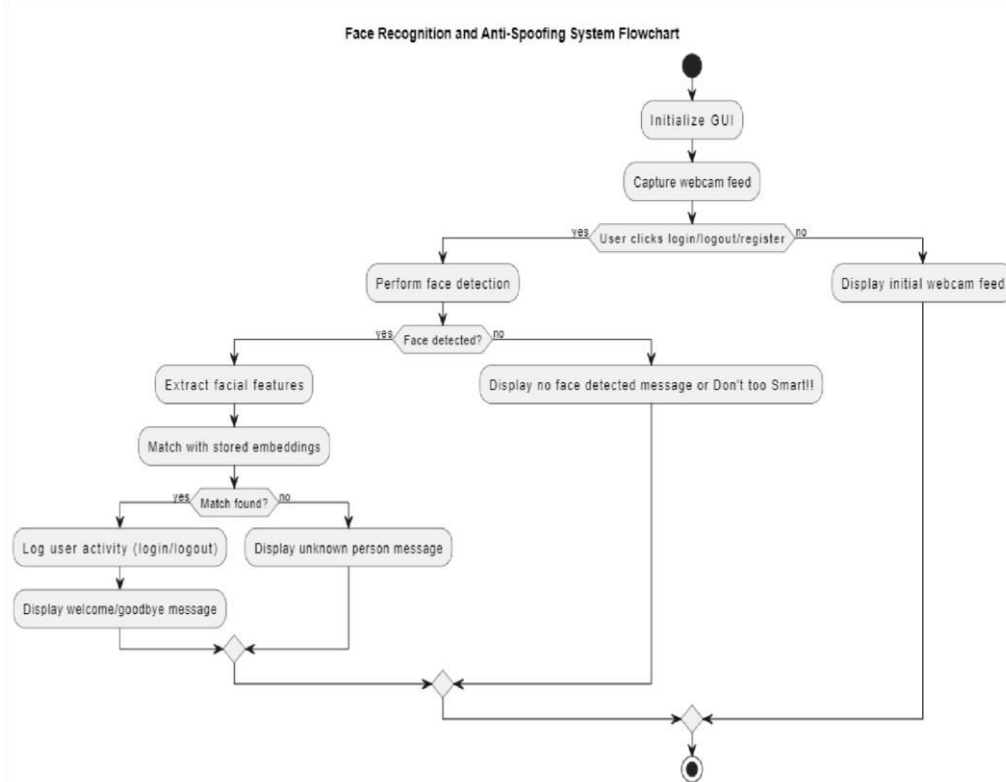 Face Recognition and Anti-Spoofing System Flowchart
Initialize GUI
Capture webcam feed
yes
User clicks login/logout/register
no
Perform face detection
Display initial webcam feed
yes
Face detected?
no
Extract facial features
Display no face detected message or Don't too Smart!!
Match with stored embeddings
yes
Match found?
no
Log user activity (login/logout)
Display unknown person message
Display welcome/goodbye message